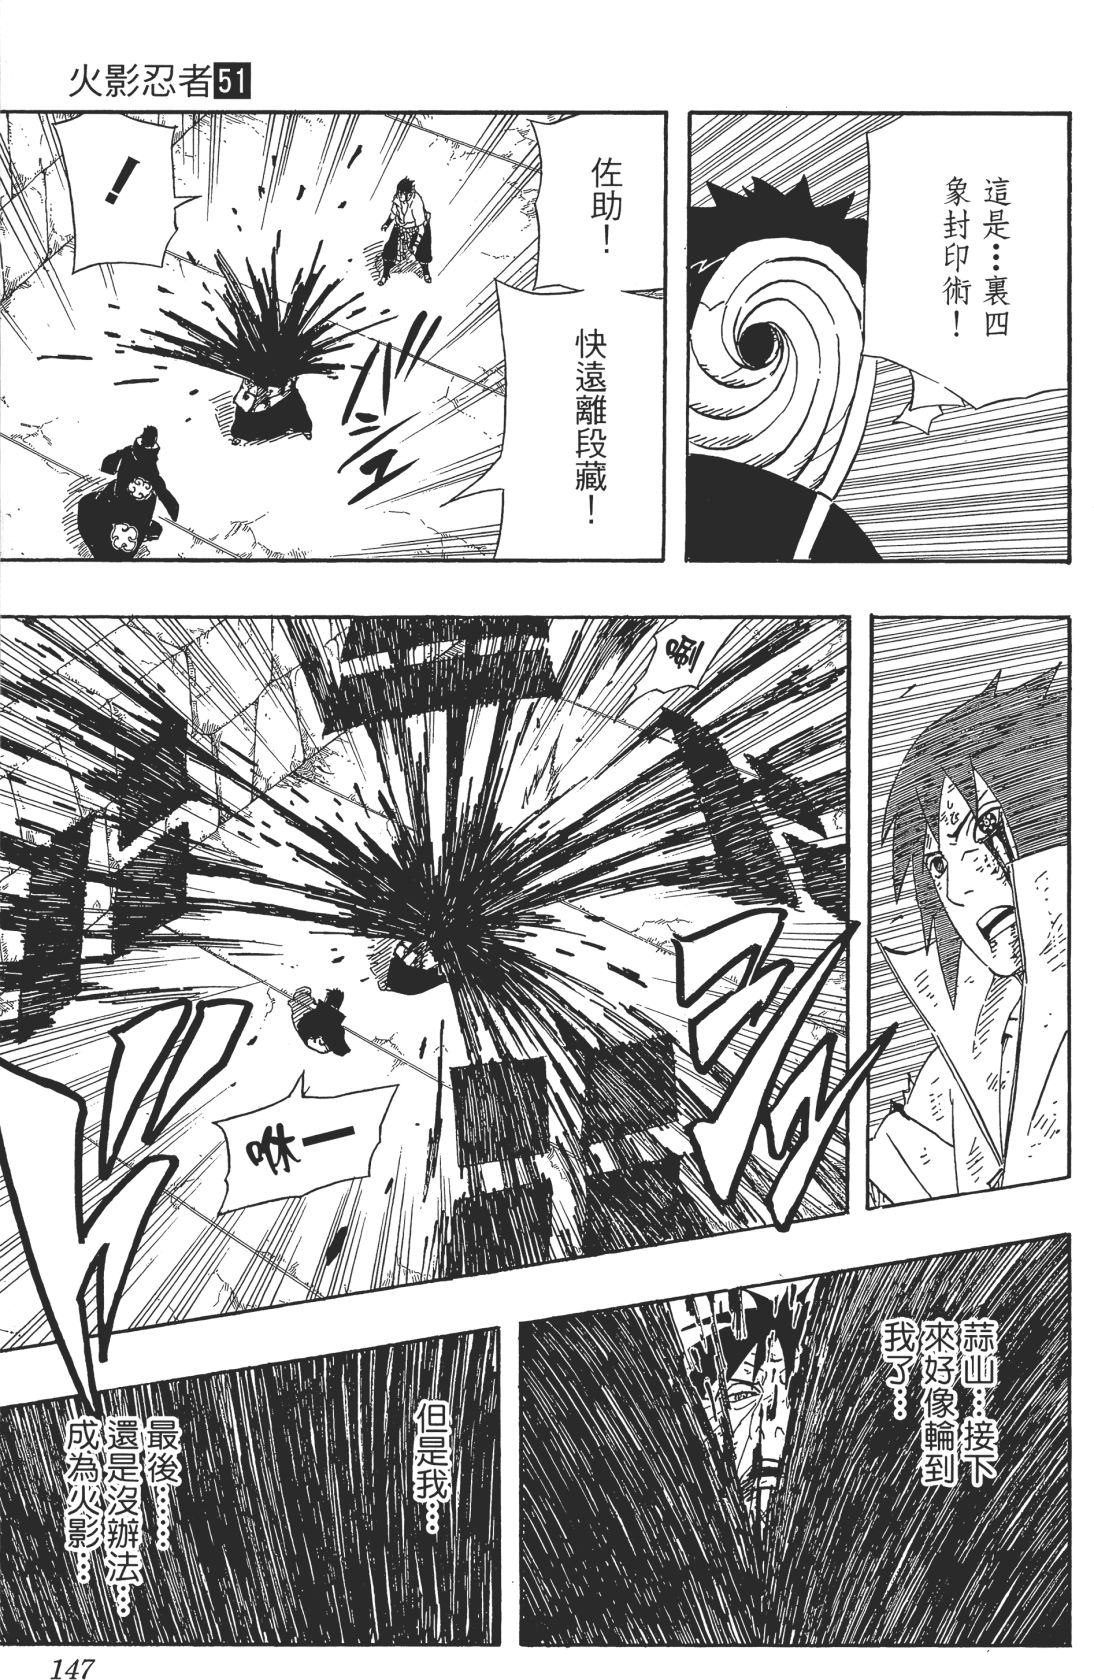 火影忍者51
這是…裏四
象封印術！
佐助！
快遠離段藏！
！
咻—
蒜山…接下
來好像輪到
我了…
但是我…
最後……
還是沒辦法…
成為火影…
147